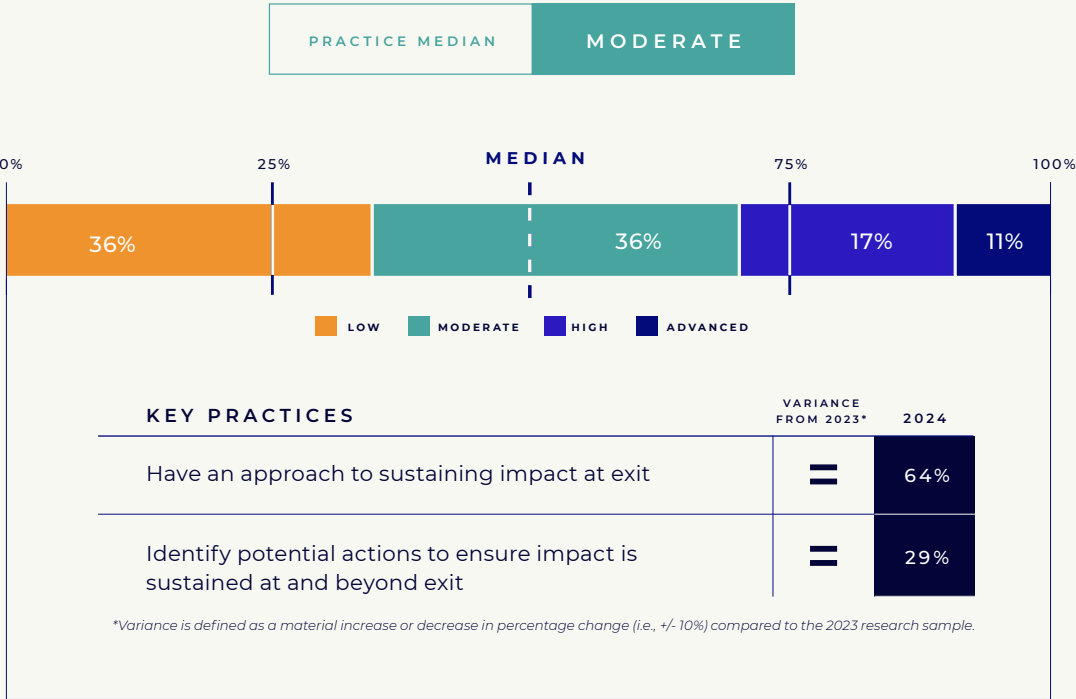 PRACTICE MEDIAN MODERATE
0% 25% MEDIAN 75% 100%
36% 36% 17% 11%
LOW MODERATE HIGH ADVANCED
KEY PRACTICES
VARIANCE
FROM 2023*
2024
Have an approach to sustaining impact at exit = 64%
Identify potential actions to ensure impact is
sustained at and beyond exit
= 29%
*Variance is defined as a material increase or decrease in percentage change (i.e., +/- 10%) compared to the 2023 research sample.